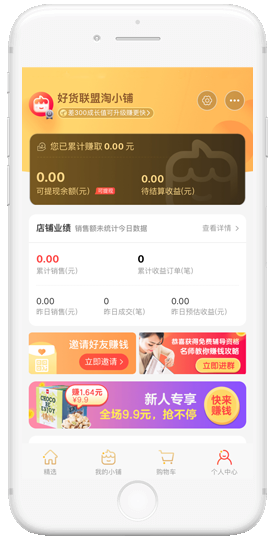 好货联盟淘小铺
差300成长值可升级赚更快>
您已累计赚取 0.00 元
0.00
可提现余额(元) 可提现
0.00
待结算收益(元)
店铺业绩 销售额未统计今日数据
查看详情 >
0.00
累计销售(元)
0
累计收益订单(笔)
0.00
昨日销售(元)
0
昨日成交(笔)
0.00
昨日预估收益(元)
邀请好友赚钱
立即邀请 >
恭喜获得免费辅导资格
名师教你赚钱攻略
立即进群
赚1.64元
¥9.9
CHOCO
BE
ENJOY
新人专享
全场9.9元，抢不停
快来
赚钱
精选
我的小铺
购物车
个人中心